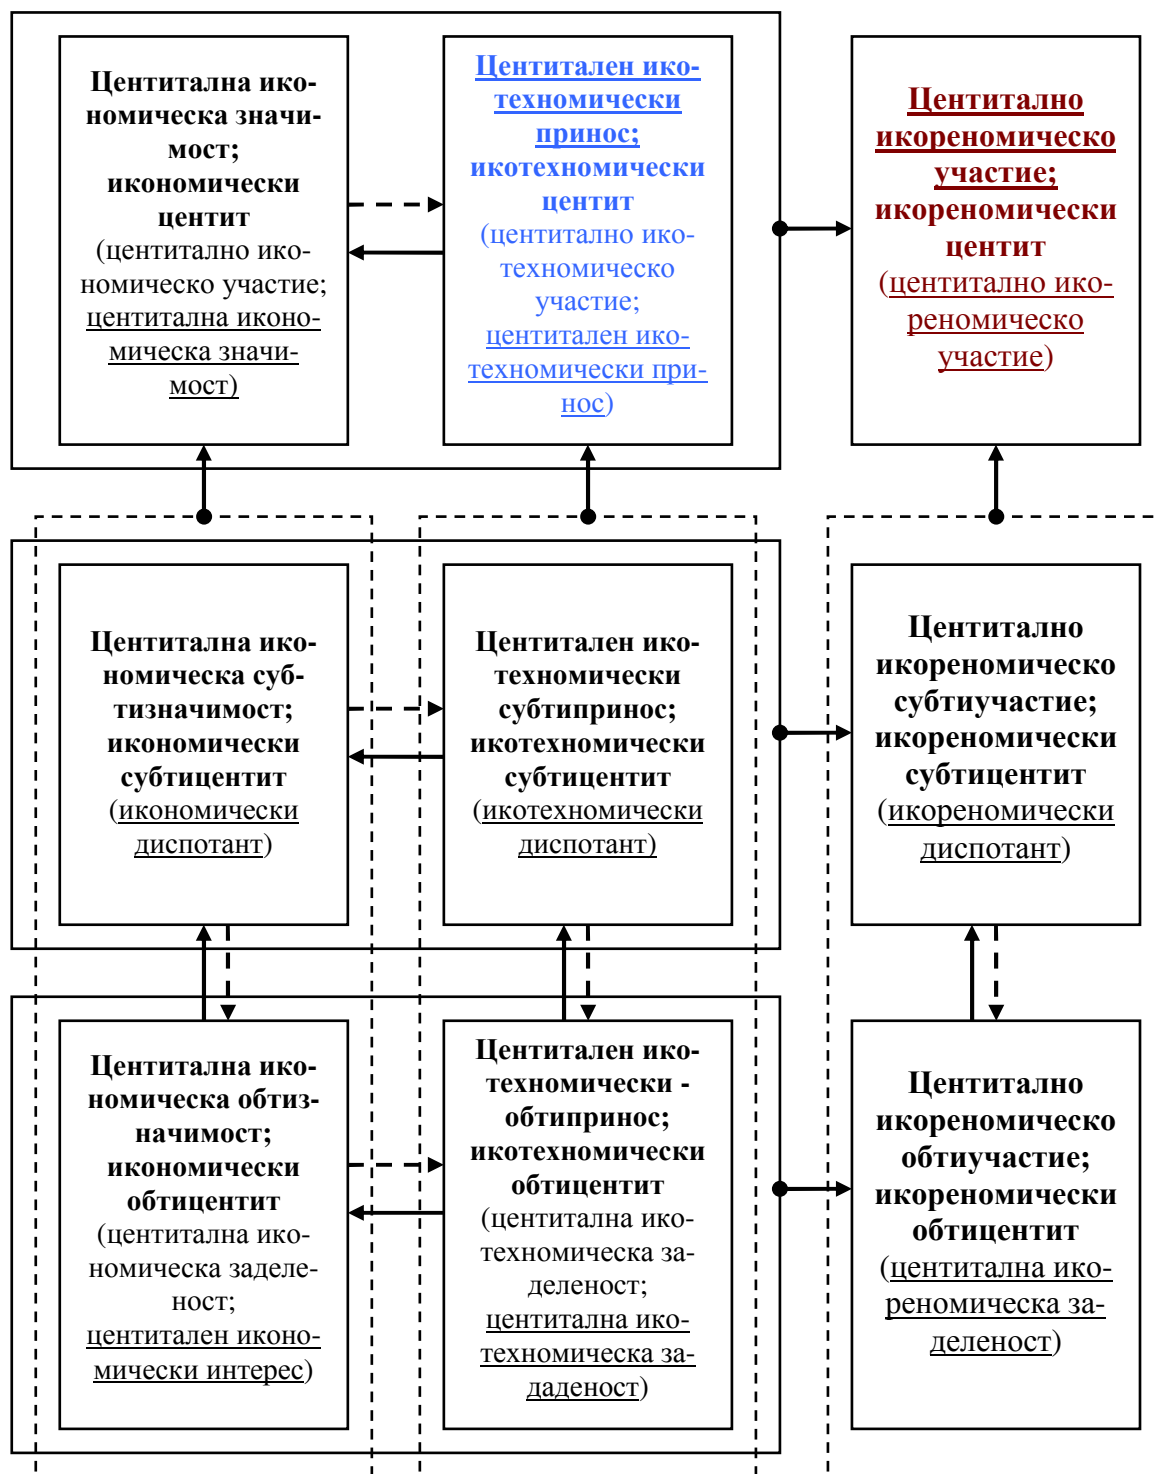 Центитална ико-
номическа значи-
мост;
икономически
центит
(центитално ико-
номическо участие;
центитална иконо-
мическа значи-
мост)
Центитален ико-
техномически
принос;
икотехномически
центит
(центитално ико-
техномическо
участие;
центитален ико-
техномически при-
нос)
Центитално
икореномическо
участие;
икореномически
центит
(центитално ико-
реномическо
участие)
Центитална ико-
номическа суб-
тизначимост;
икономически
субтицентит
(икономически
диспотант)
Центитален ико-
техномически
субтипринос;
икотехномически
субтицентит
(икотехномически
диспотант)
Центитално
икореномическо
субтиучастие;
икореномически
субтицентит
(икореномически
диспотант)
Центитална ико-
номическа обтиз-
начимост;
икономически
обтицентит
(центитална ико-
номическа заделе-
ност;
центитален иконо-
мически интерес)
Центитален ико-
техномически -
обтипринос;
икотехномически
обтицентит
(центитална ико-
техномическа за-
деленост;
центитална ико-
техномическа за-
даденост)
Центитално
икореномическо
обтиучастие;
икореномически
обтицентит
(центитална ико-
реномическа за-
деленост)